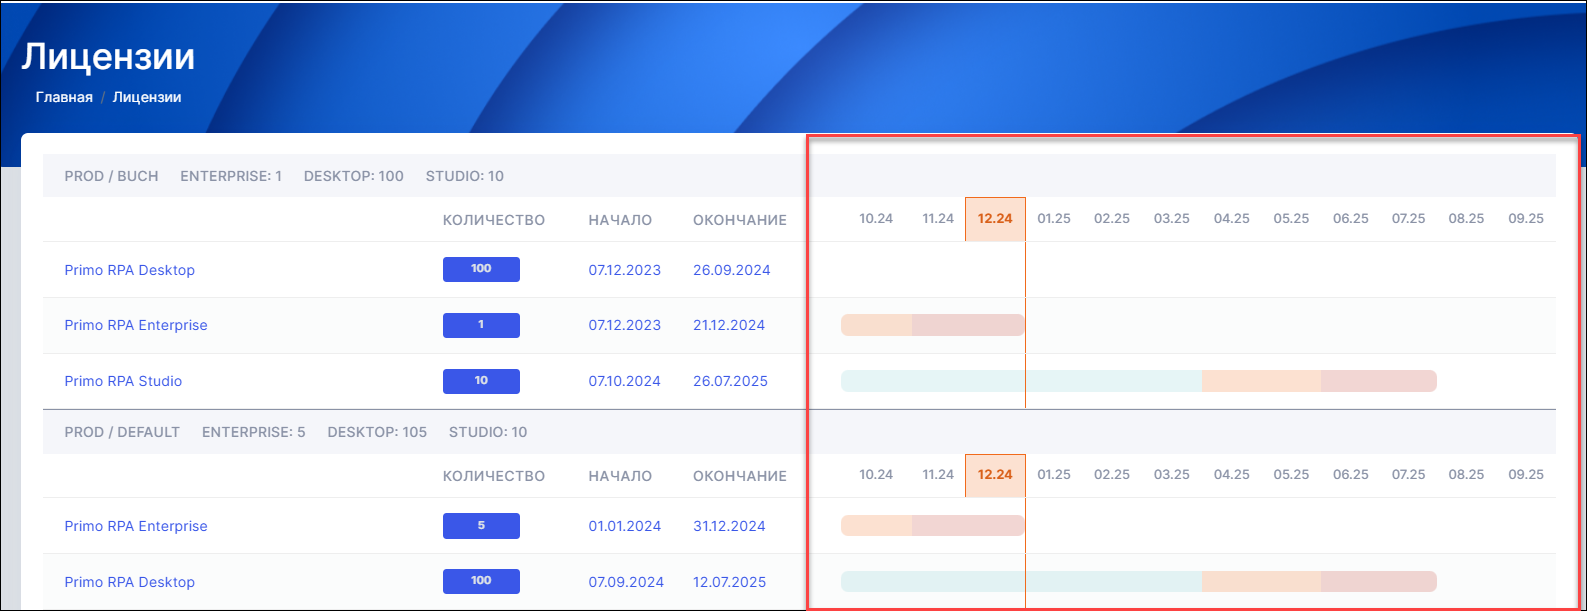 Лицензии
Главная / Лицензии
PROD / BUCH ENTERPRISE: 1 DESKTOP: 100 STUDIO: 10
КОЛИЧЕСТВО НАЧАЛО ОКОНЧАНИЕ 10.24 11.24 12.24 01.25 02.25 03.25 04.25 05.25 06.25 07.25 08.25 09.25
Primo RPA Desktop 100 07.12.2023 26.09.2024
Primo RPA Enterprise 1 07.12.2023 21.12.2024
Primo RPA Studio 10 07.10.2024 26.07.2025
PROD / DEFAULT ENTERPRISE: 5 DESKTOP: 105 STUDIO: 10
КОЛИЧЕСТВО НАЧАЛО ОКОНЧАНИЕ 10.24 11.24 12.24 01.25 02.25 03.25 04.25 05.25 06.25 07.25 08.25 09.25
Primo RPA Enterprise 5 01.01.2024 31.12.2024
Primo RPA Desktop 100 07.09.2024 12.07.2025